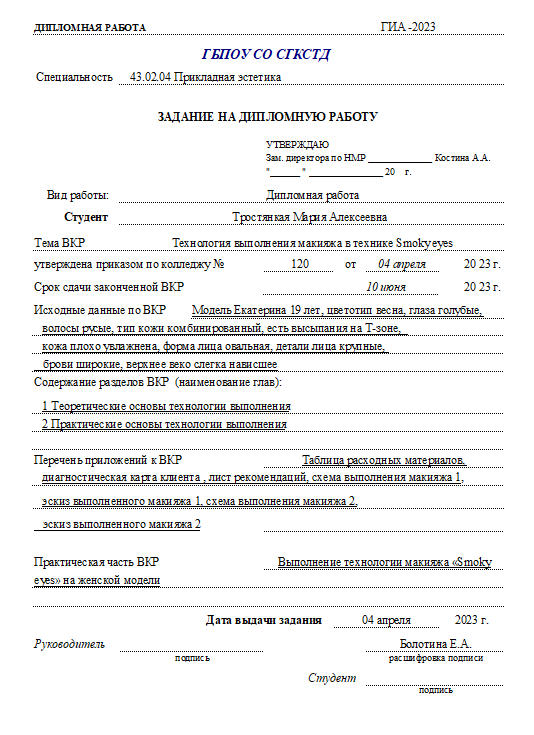 ДИПЛОМНАЯ РАБОТА ГИА -2023
ГБПОУ СО СГКСТД
Специальность 43.02.04 Прикладная эстетика
ЗАДАНИЕ НА ДИПЛОМНУЮ РАБОТУ
УТВЕРЖДАЮ
Зам. директора по НМР _____________ Костина А.А.
"______ " _______________ 20 г.
Вид работы: Дипломная работа
Студент Тростянкая Мария Алексеевна
Тема ВКР Технология выполнения макияжа в технике Smoky eyes
утверждена приказом по колледжу № 120 от 04 апреля 20 23 г.
Срок сдачи законченной ВКР 10 июня 20 23 г.
Исходные данные по ВКР Модель Екатерина 19 лет, цветотип весна, глаза голубые,
волосы русые, тип кожи комбинированный, есть высыпания на Т-зоне,
кожа плохо увлажнена, форма лица овальная, детали лица крупные,
брови широкие, верхнее веко слегка нависшее
Содержание разделов ВКР (наименование глав):
1 Теоретические основы технологии выполнения
2 Практические основы технологии выполнения
Перечень приложений к ВКР Таблица расходных материалов,
диагностическая карта клиента , лист рекомендаций, схема выполнения макияжа 1,
эскиз выполненного макияжа 1, схема выполнения макияжа 2,
эскиз выполненного макияжа 2
Практическая часть ВКР Выполнение технологии макияжа «Smoky
eyes» на женской модели
Дата выдачи задания 04 апреля 2023 г.
Руководитель Болотина Е.А.
подпись расшифровка подписи
Студент
подпись